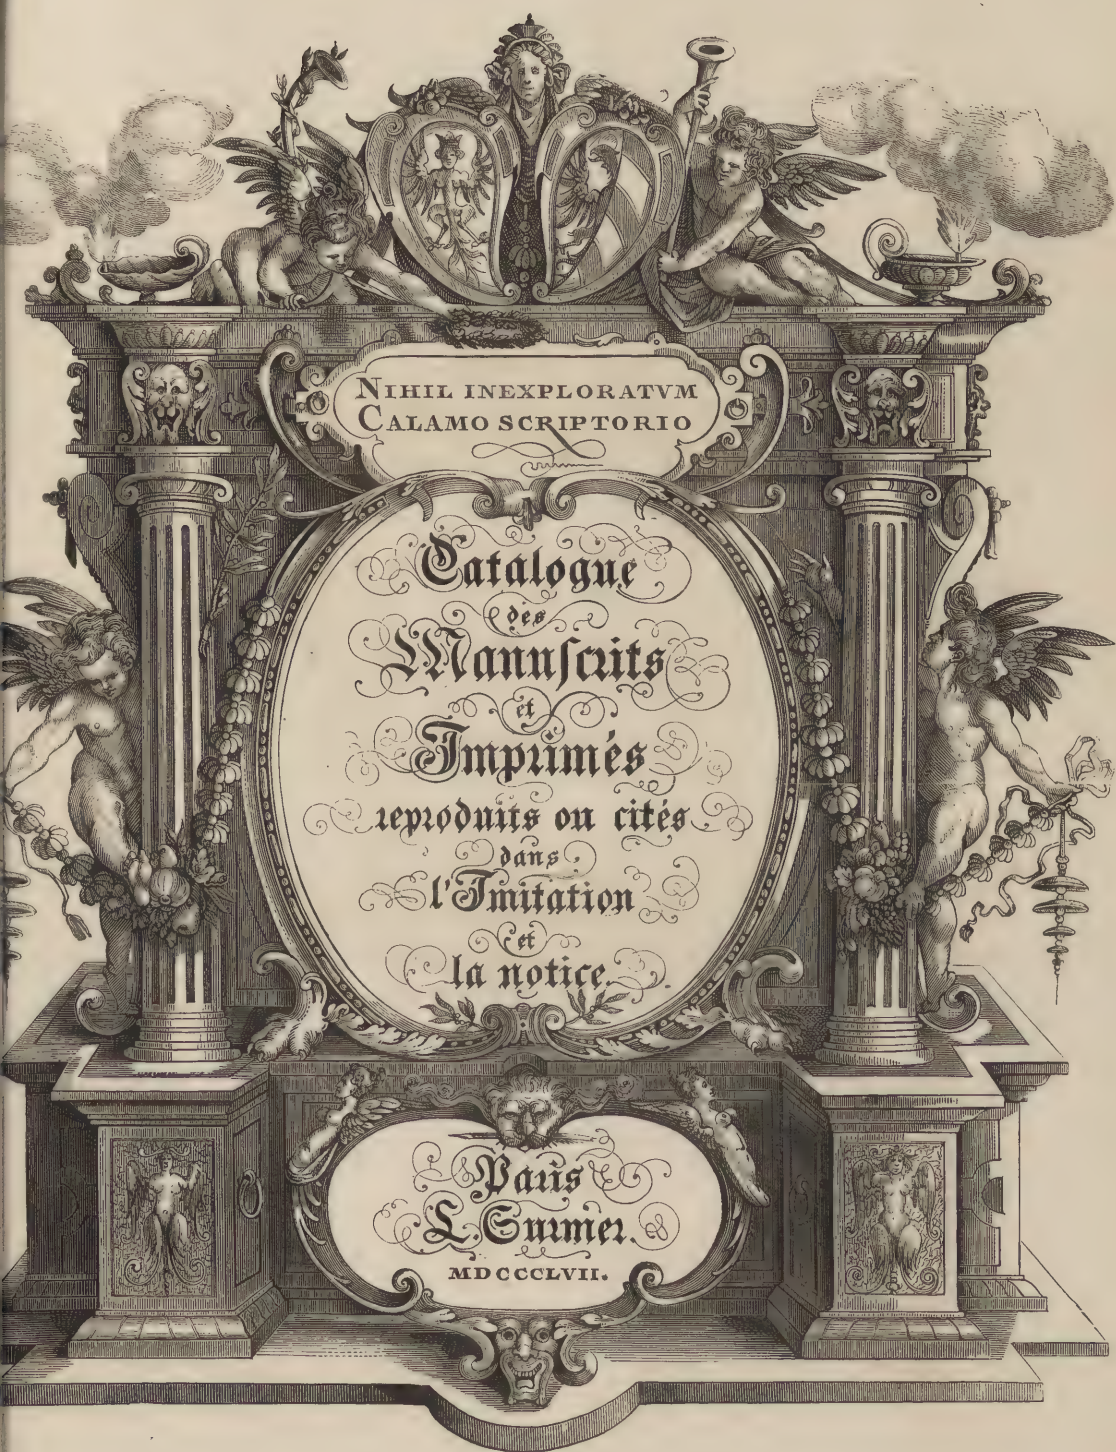 NIHIL INEXPLORATVM
CALAMO SCRIPTORIO
Catalogue
des
Manuſcrits
et
Imprimés
reproduits ou cités
dans
l'Imitation
et
la notice.
Paris
L. Curmer.
MDCCCLVII.